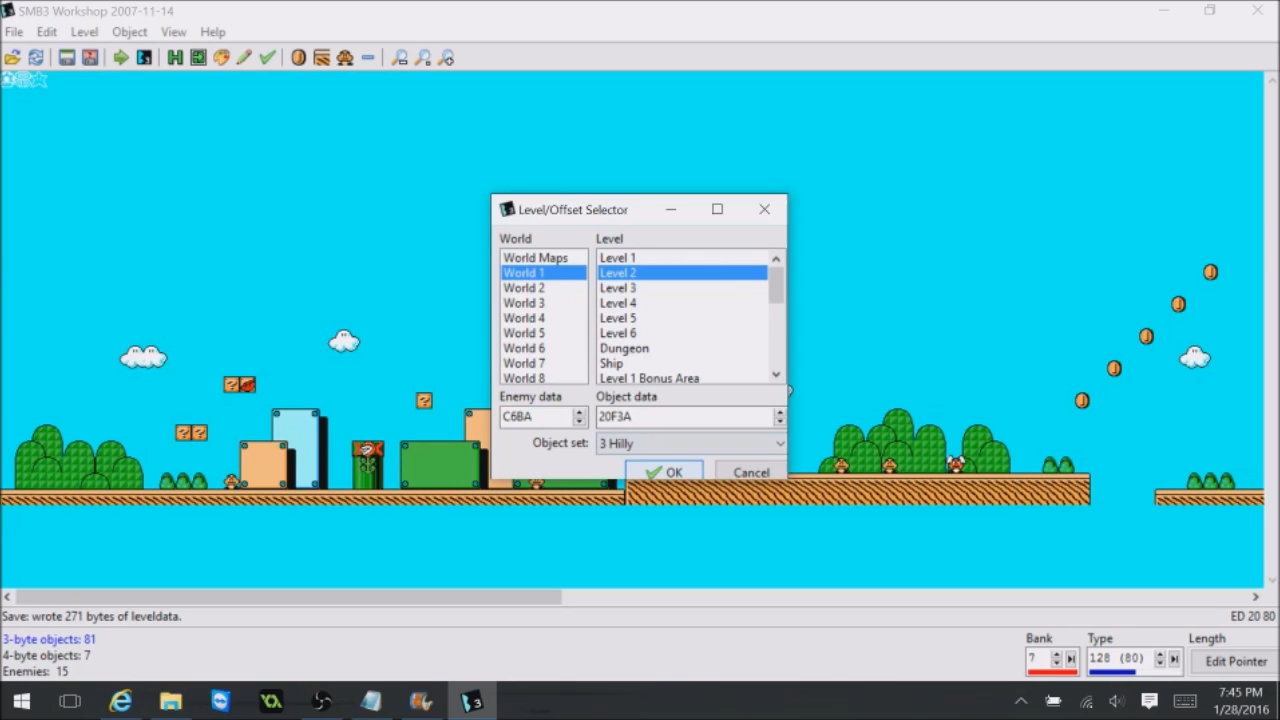 SMB3 Workshop 2007-11-14
File Edit Level Object View Help
Level/Offset Selector
World Level
World Maps
World 1
World 2
World 3
World 4
World 5
World 6
World 7
World 8
Level 1
Level 2
Level 3
Level 4
Level 5
Level 6
Dungeon
Ship
Level 1 Bonus Area
Enemy data Object data
C6BA 20F3A
Object set: 3 Hilly
OK Cancel
Save: wrote 271 bytes of leveldata. ED 20 80
3-byte objects: 81
4-byte objects: 7
Enemies: 15
Bank Type Length
7 128 (80) Edit Pointer
7:45 PM
1/28/2016